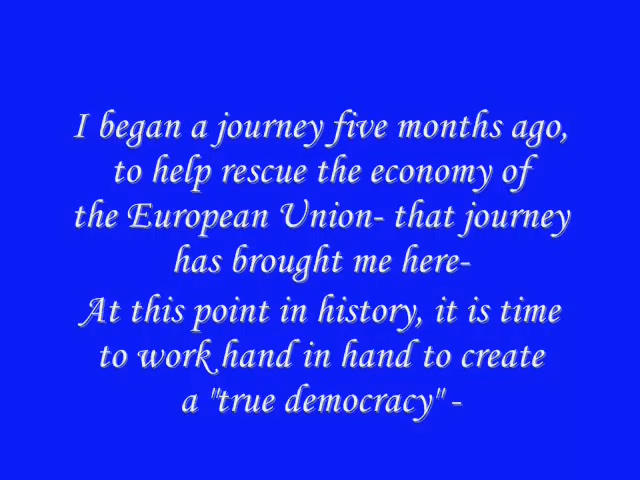 I began a journey five months ago,
to help rescue the economy of
the European Union- that journey
has brought me here-
At this point in history, it is time
to work hand in hand to create
a "true democracy" -